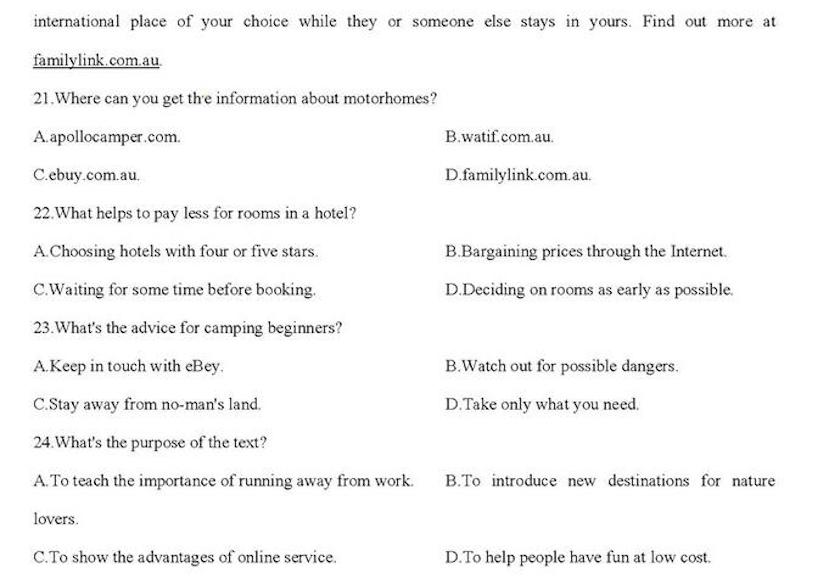 international place of your choice while they or someone else stays in yours. Find out more at
familylink.com.au.
21.Where can you get the information about motorhomes?
A.apollocamper.com. B.watif.com.au.
C.ebuy.com.au. D.familylink.com.au.
22.What helps to pay less for rooms in a hotel?
A.Choosing hotels with four or five stars. B.Bargaining prices through the Internet.
C.Waiting for some time before booking. D.Deciding on rooms as early as possible.
23.What's the advice for camping beginners?
A.Keep in touch with eBey. B.Watch out for possible dangers.
C.Stay away from no-man's land. D.Take only what you need.
24.What's the purpose of the text?
A.To teach the importance of running away from work. B.To introduce new destinations for nature
lovers.
C.To show the advantages of online service. D.To help people have fun at low cost.